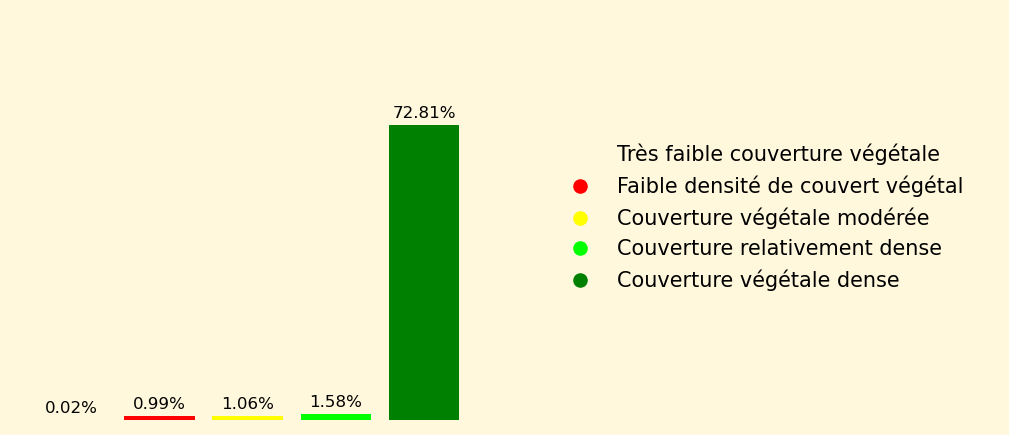 72.81%
0.02%
0.99%
1.06%
1.58%
Très faible couverture végétale
Faible densité de couvert végétal
Couverture végétale modérée
Couverture relativement dense
Couverture végétale dense